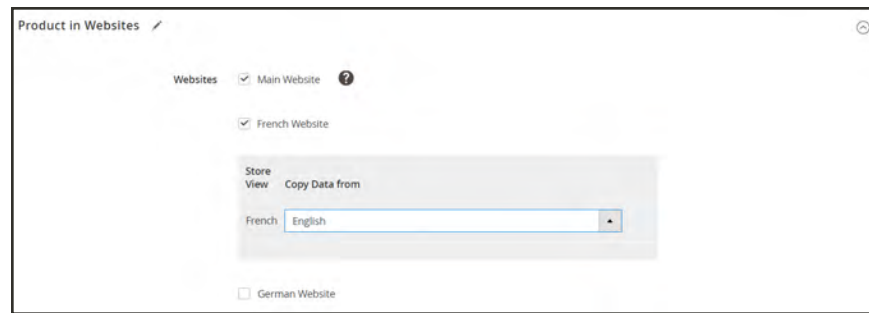 Product in Websites
Websites Main Website ?
French Website
Store
View Copy Data from
French English
German Website